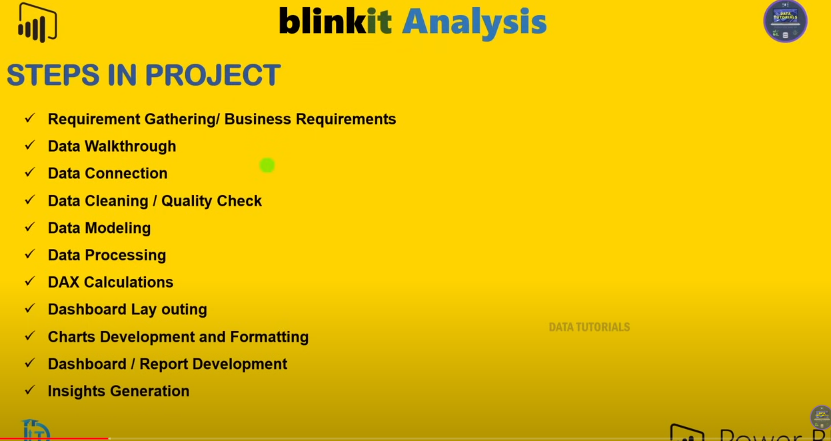 blinkit Analysis
STEPS IN PROJECT
✓ Requirement Gathering/ Business Requirements
✓ Data Walkthrough
✓ Data Connection
✓ Data Cleaning / Quality Check
✓ Data Modeling
✓ Data Processing
✓ DAX Calculations
✓ Dashboard Lay outing
✓ Charts Development and Formatting
✓ Dashboard / Report Development
✓ Insights Generation
DATA TUTORIALS
Power B